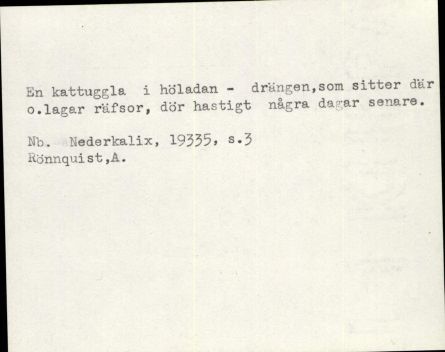 En kattuggla i höladan - drängen,som sitter där
o.lagar räfsor, dör hastigt några dagar senare.
Nb. Nederkalix, 19335, s.3
Rönnquist,A.